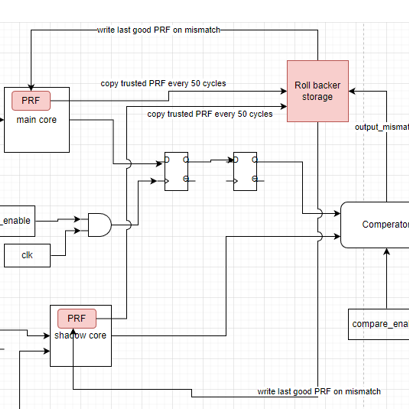 write last good PRF on mismatch
copy trusted PRF every 50 cycles
PRF
main core
Roll backer
storage
copy trusted PRF every 50 cycles
output_mismat
D
Q
Q
D
Q
Q
_enable
clk
Comperato
PRF
shadow core
compare_ena
write last good PRF on mismatch